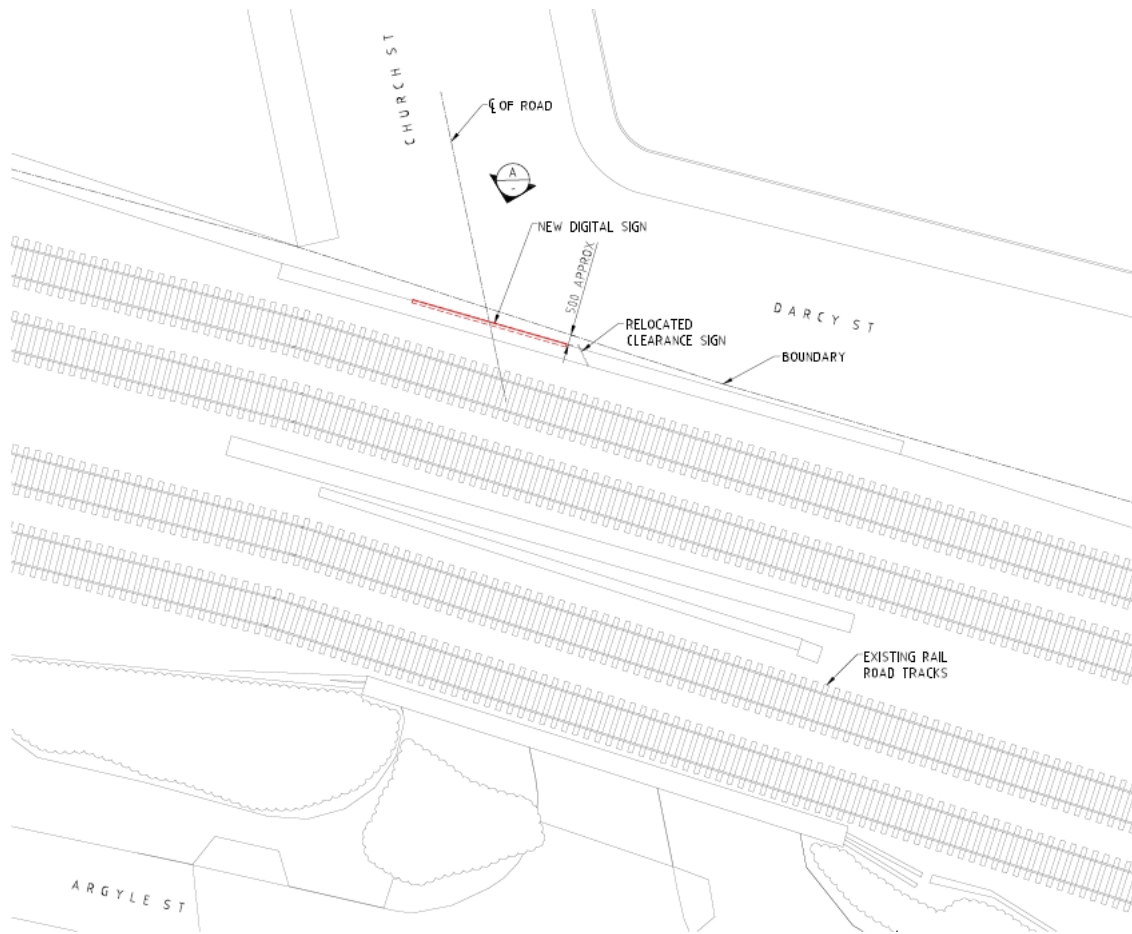 CHURCH ST
℄ OF ROAD
A
-
NEW DIGITAL SIGN
500 APPROX
RELOCATED
CLEARANCE SIGN
DARCY ST
BOUNDARY
EXISTING RAIL
ROAD TRACKS
ARGYLE ST